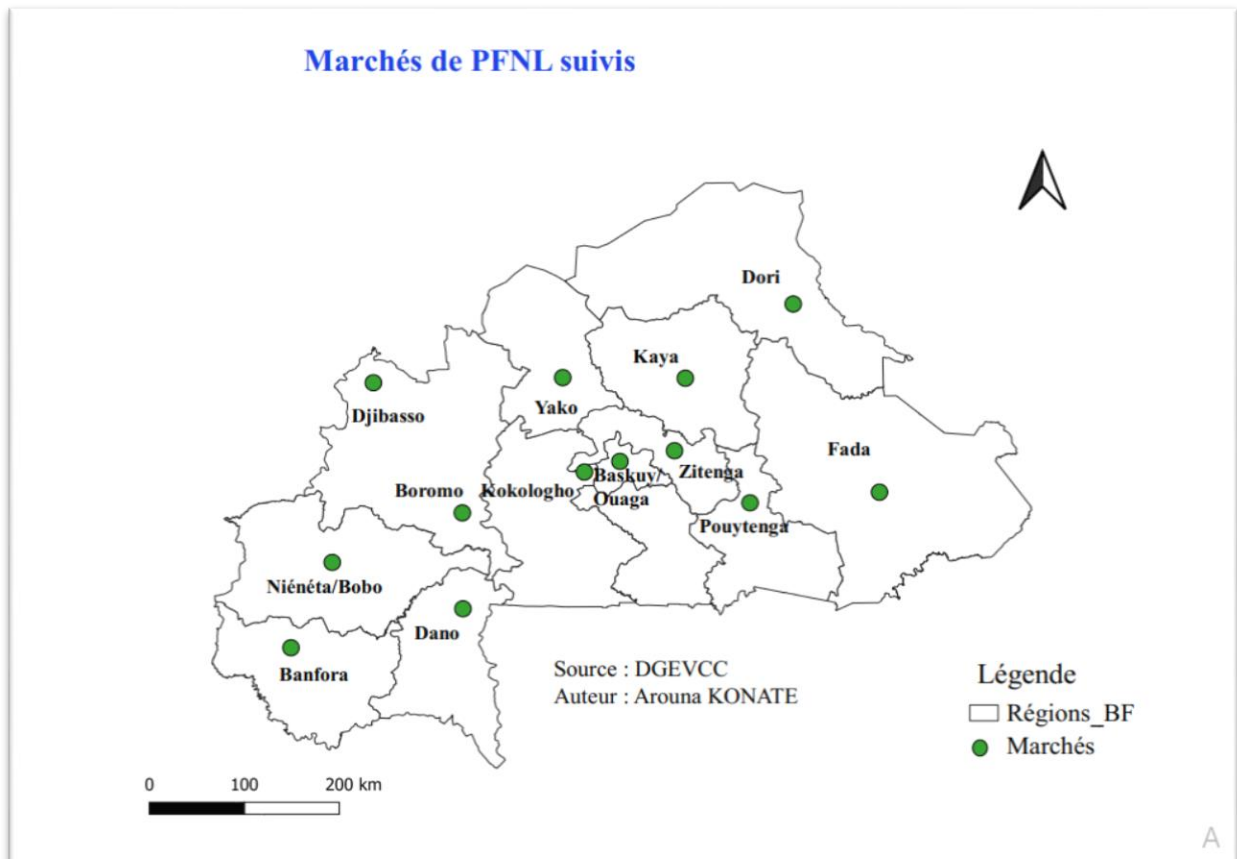 Marchés de PFNL suivis
Dori
Kaya
Yako
Djibasso
Fada
Zitenga
Baskuy/
Ouaga
Kokologho
Boromo
Pouytenga
Niénéta/Bobo
Dano
Banfora
Source : DGEVCC
Auteur : Arouna KONATE
Légende
Régions_BF
Marchés
0 100 200 km
A